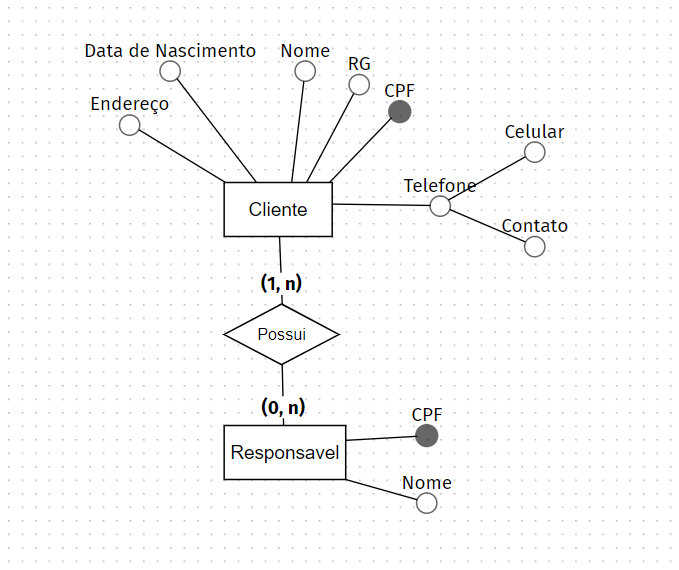 Data de Nascimento
Nome
RG
CPF
Endereço
Celular
Telefone
Cliente
Contato
(1, n)
Possui
(0, n)
CPF
Responsavel
Nome